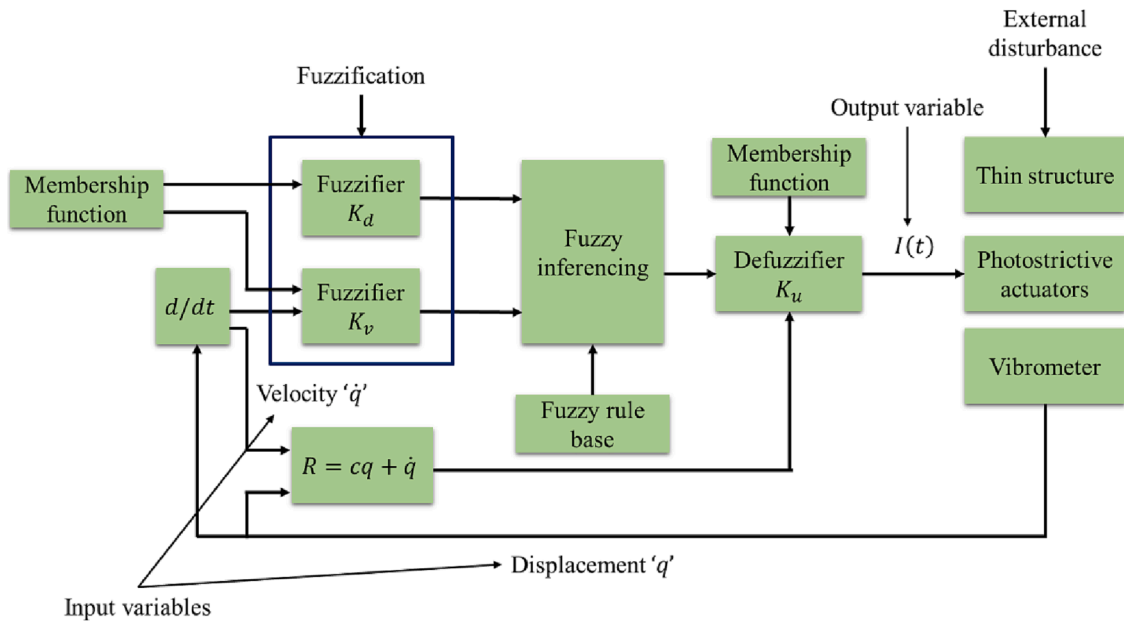 External
disturbance
Fuzzification
Output variable
Membership
function
Fuzzifier
K_d
Membership
function
Thin structure
Fuzzy
inferencing
I(t)
Defuzzifier
K_u
Photostrictive
actuators
d/dt
Fuzzifier
K_v
Vibrometer
Velocity ‘q̇’
Fuzzy rule
base
R = cq + q̇
Displacement ‘q’
Input variables